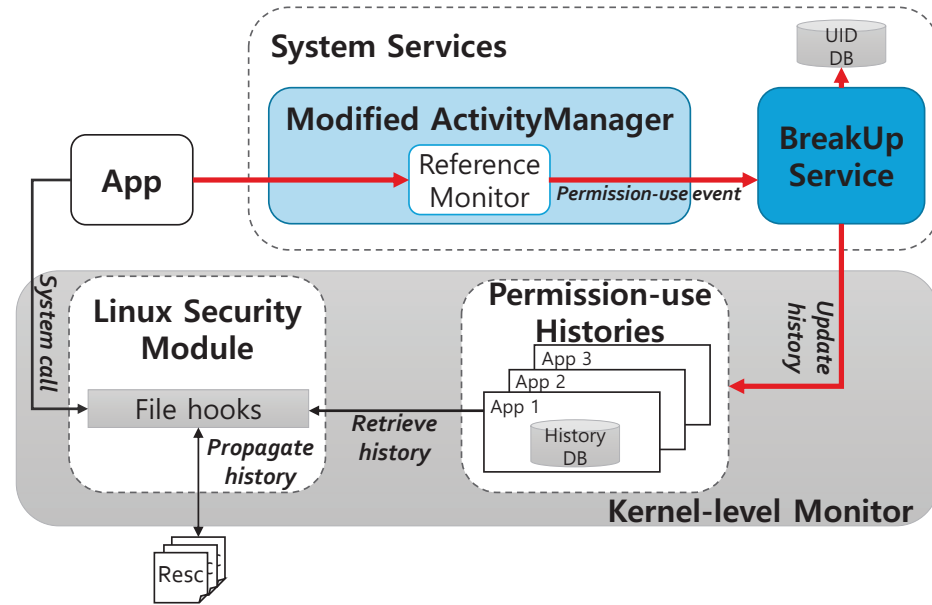 System Services
UID
DB
Modified ActivityManager
BreakUp
Service
App
Reference
Monitor
Permission-use event
System call
Linux Security
Module
Permission-use
Histories
Update
history
App 3
App 2
App 1
File hooks
Retrieve
history
History
DB
Propagate
history
Kernel-level Monitor
Resc